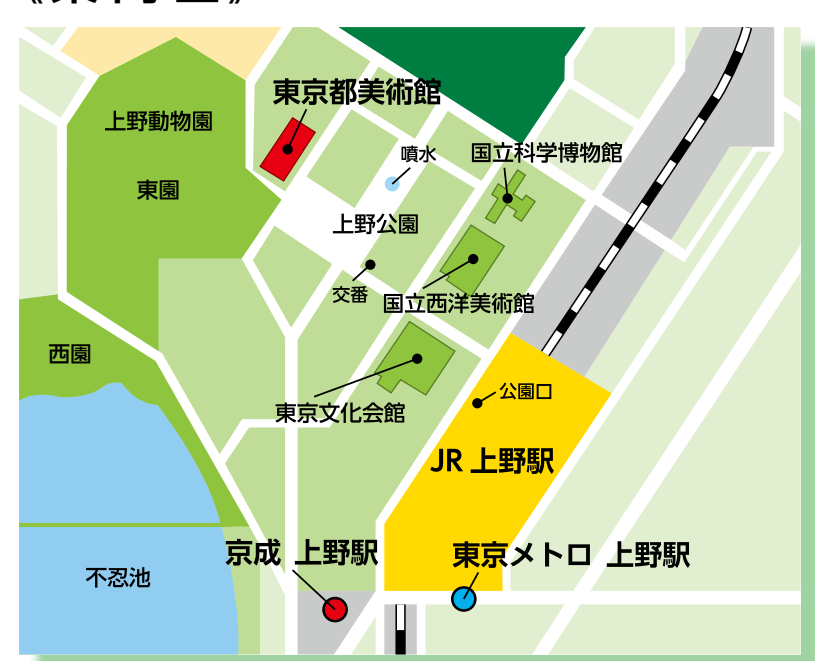 東京都美術館
上野動物園
噴水
国立科学博物館
東園
上野公園
交番
国立西洋美術館
西園
公園口
東京文化会館
JR 上野駅
京成 上野駅
東京メトロ 上野駅
不忍池